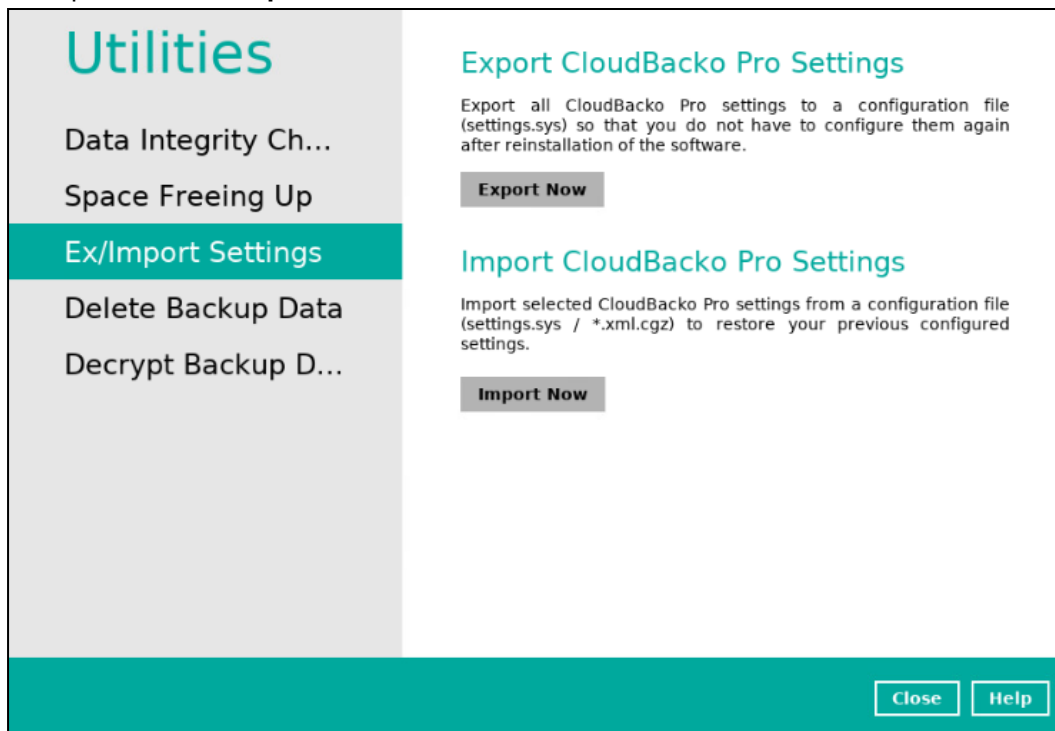 Utilities
Data Integrity Ch...
Space Freeing Up
Ex/Import Settings
Delete Backup Data
Decrypt Backup D...
Export CloudBacko Pro Settings
Export all CloudBacko Pro settings to a configuration file
(settings.sys) so that you do not have to configure them again
after reinstallation of the software.
Export Now
Import CloudBacko Pro Settings
Import selected CloudBacko Pro settings from a configuration file
(settings.sys / *.xml.cgz) to restore your previous configured
settings.
Import Now
Close Help